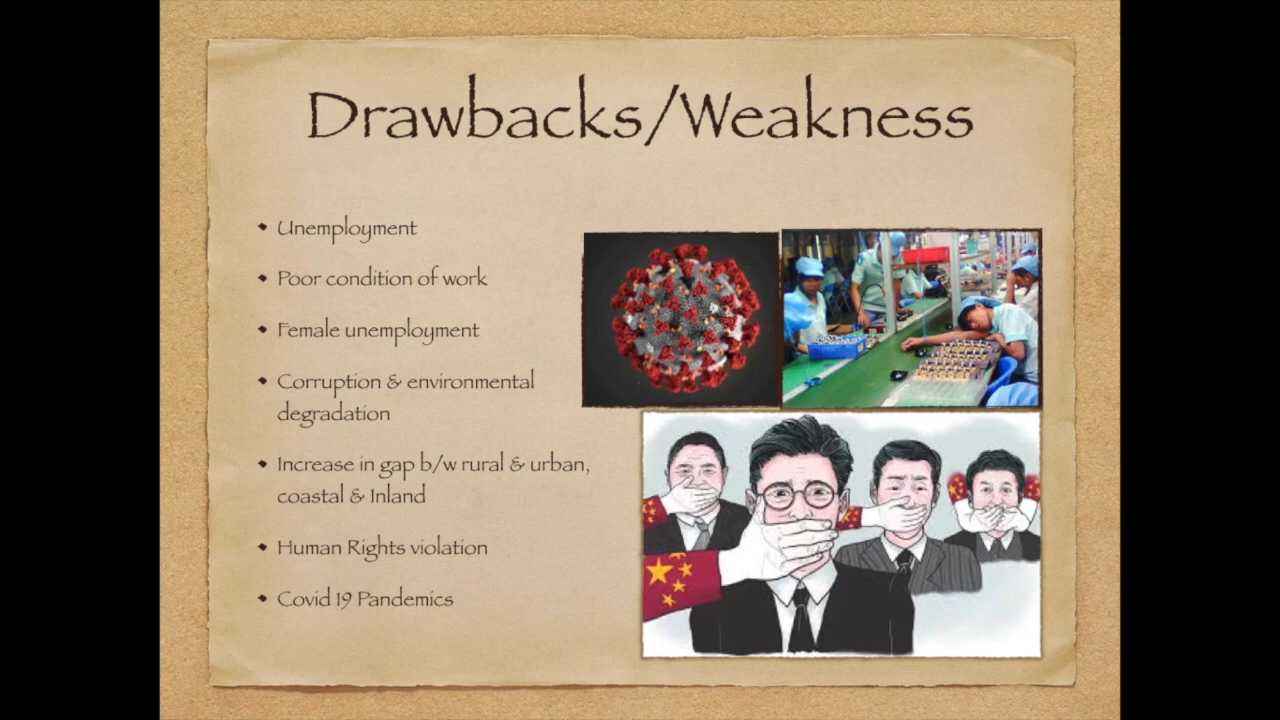 Drawbacks/Weakness
• Unemployment
• Poor condition of work
• Female unemployment
• Corruption & environmental
degradation
• Increase in gap b/w rural & urban,
coastal & Inland
• Human Rights violation
• Covid 19 Pandemics